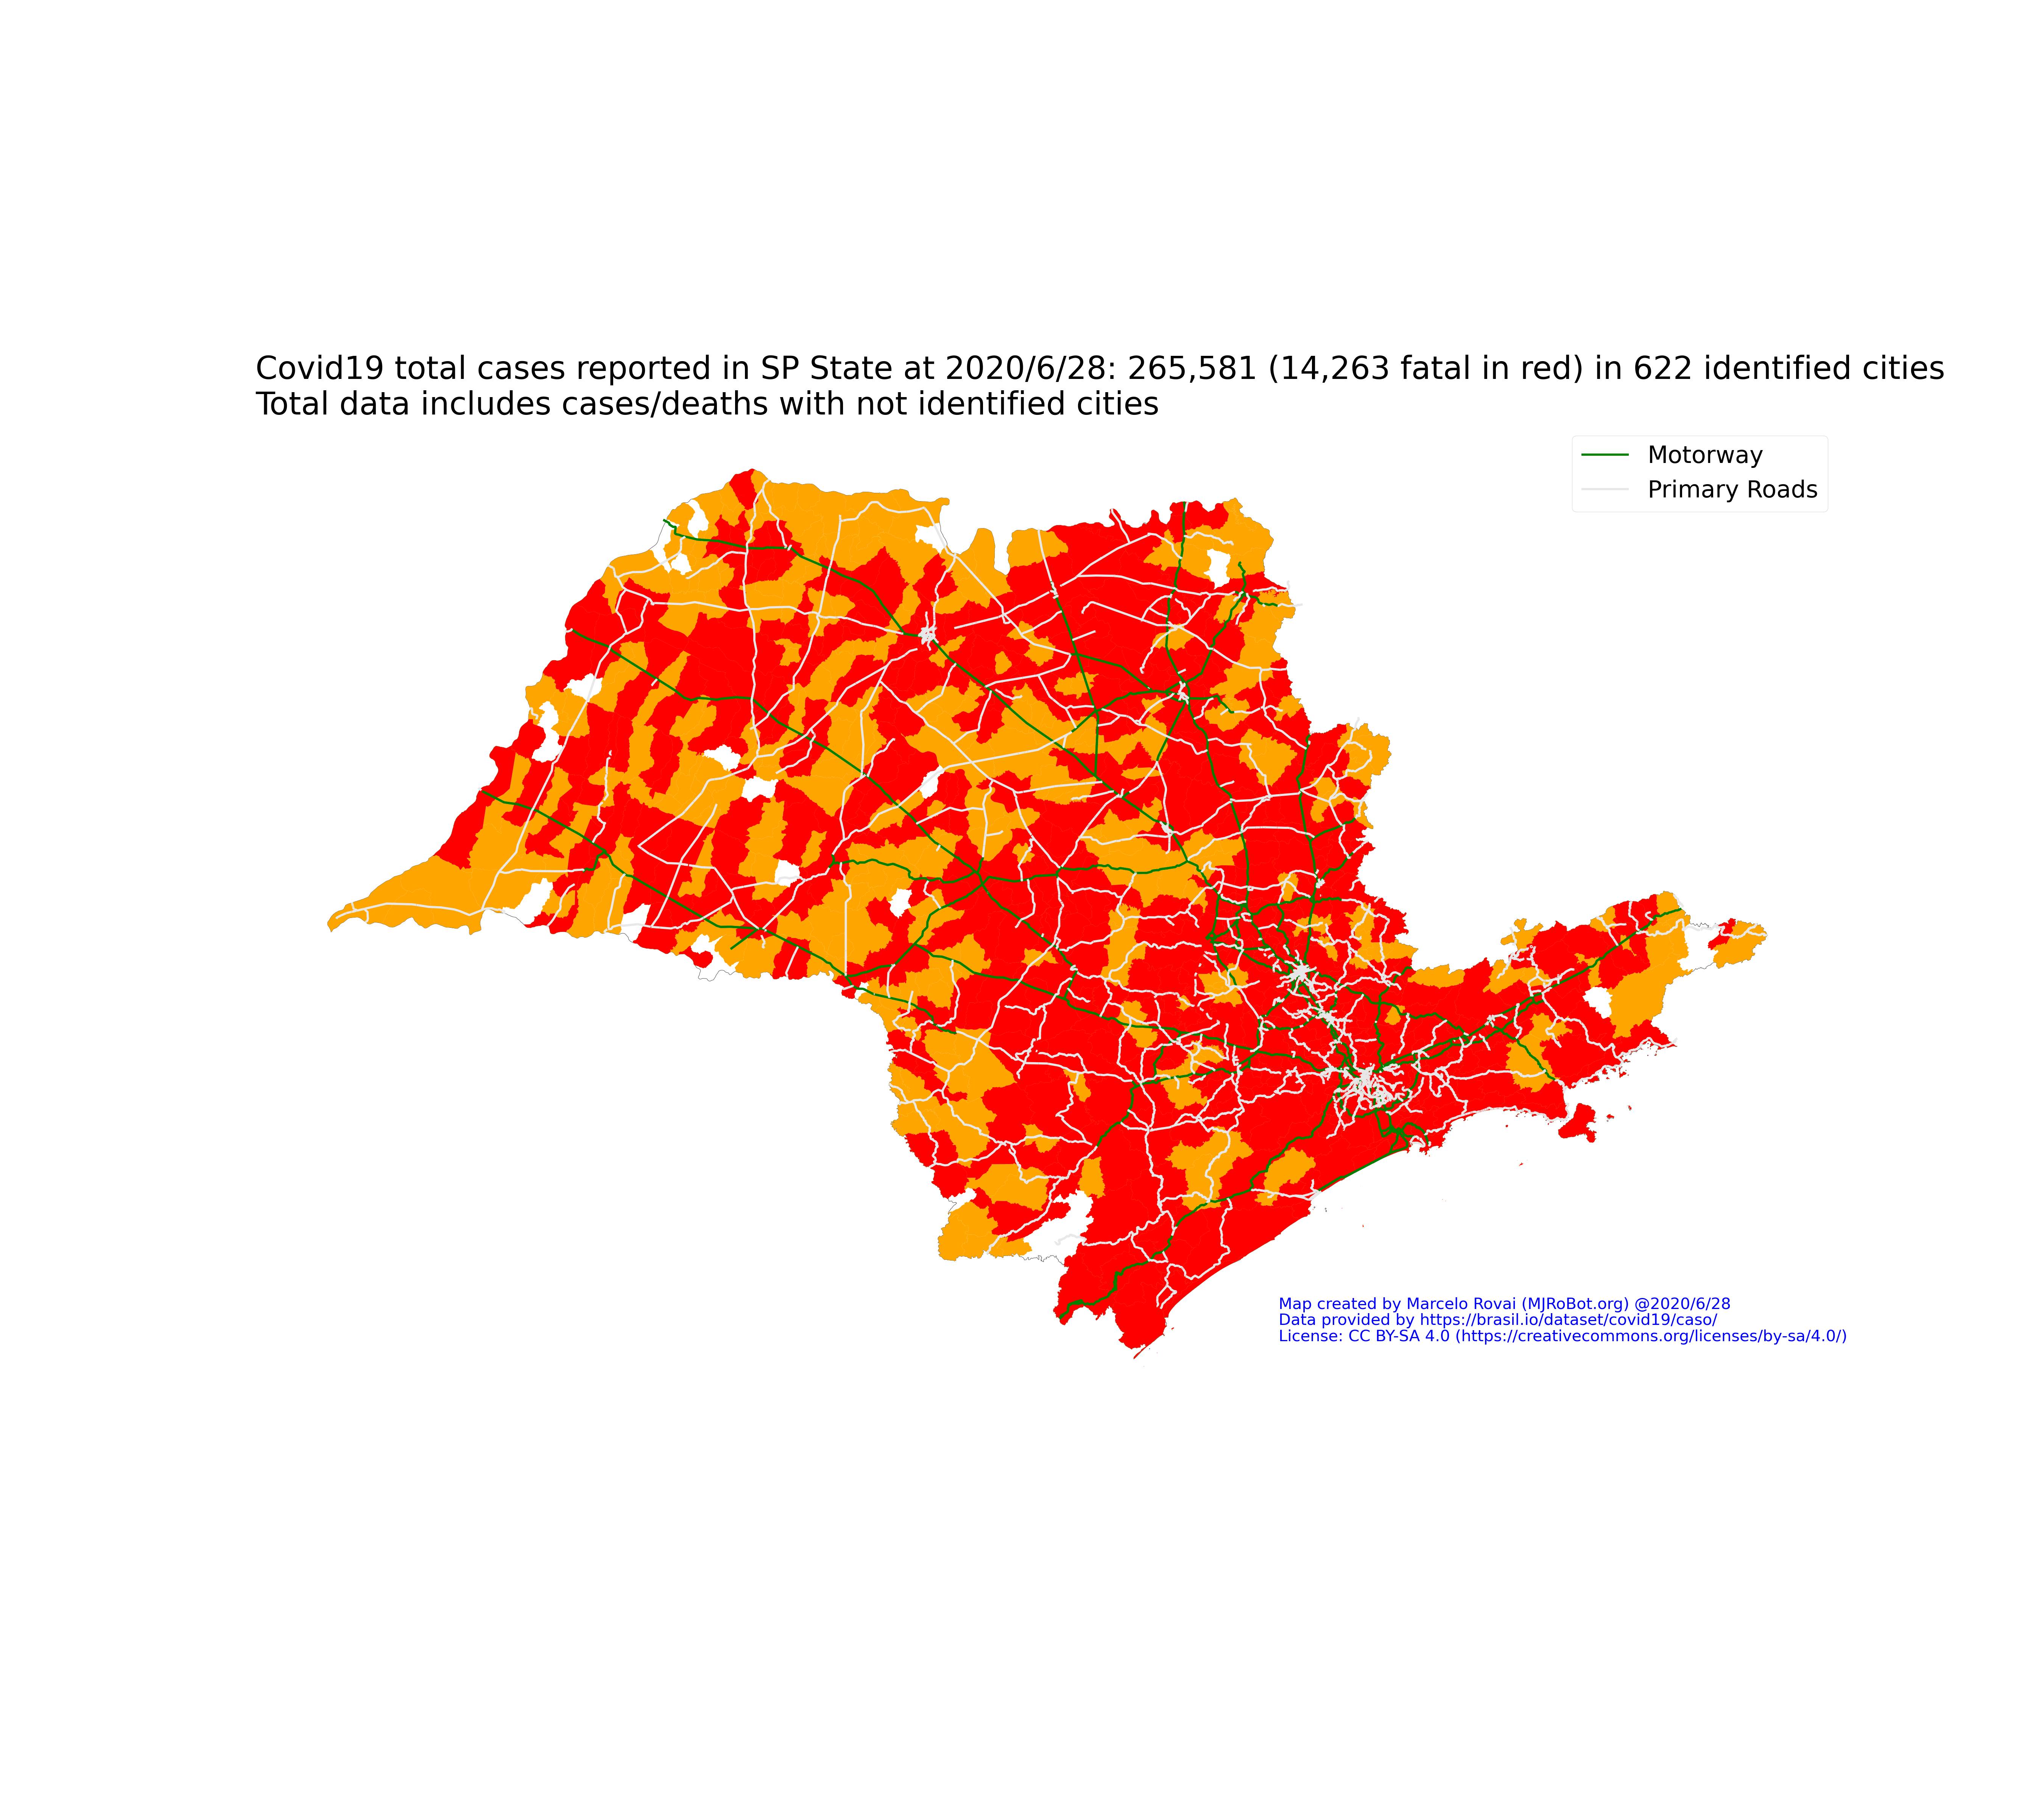 Covid19 total cases reported in SP State at 2020/6/28: 265,581 (14,263 fatal in red) in 622 identified cities
Total data includes cases/deaths with not identified cities
Motorway
Primary Roads
Map created by Marcelo Rovai (MJRoBot.org) @2020/6/28
Data provided by https://brasil.io/dataset/covid19/caso/
License: CC BY-SA 4.0 (https://creativecommons.org/licenses/by-sa/4.0/)